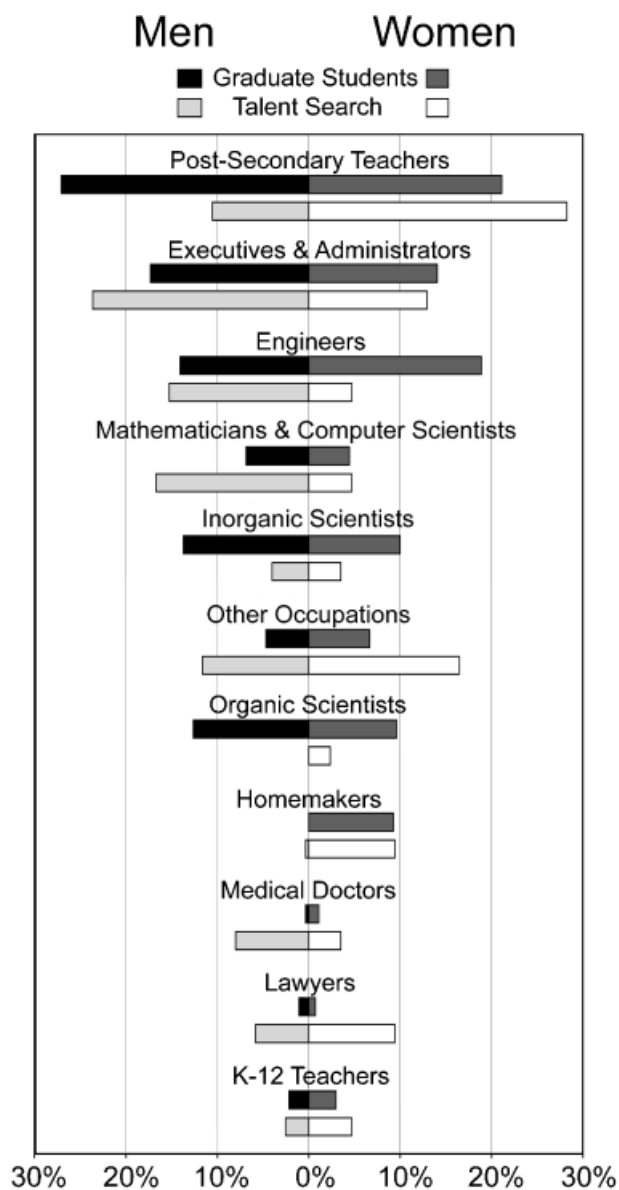 Men Women
Graduate Students
Talent Search
Post-Secondary Teachers
Executives & Administrators
Engineers
Mathematicians & Computer Scientists
Inorganic Scientists
Other Occupations
Organic Scientists
Homemakers
Medical Doctors
Lawyers
K-12 Teachers
30% 20% 10% 0% 10% 20% 30%